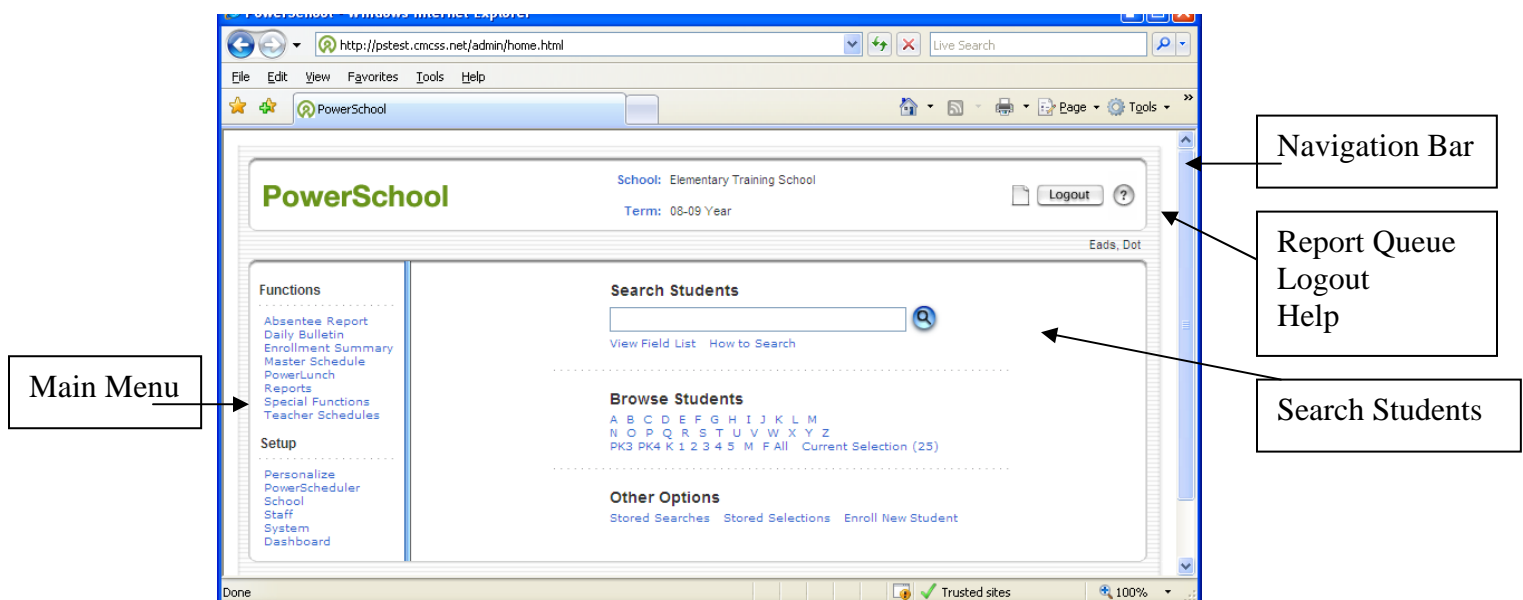 PowerSchool - Windows Internet Explorer
http://pstest.cmcss.net/admin/home.html
Live Search
File Edit View Favorites Tools Help
PowerSchool
Page Tools »
PowerSchool
School: Elementary Training School
Term: 08-09 Year
Logout ?
Eads, Dot
Functions
Absentee Report
Daily Bulletin
Enrollment Summary
Master Schedule
PowerLunch
Reports
Special Functions
Teacher Schedules
Setup
Personalize
PowerScheduler
School
Staff
System
Dashboard
Search Students
View Field List How to Search
Browse Students
A B C D E F G H I J K L M
N O P Q R S T U V W X Y Z
PK3 PK4 K 1 2 3 4 5 M F All Current Selection (25)
Other Options
Stored Searches Stored Selections Enroll New Student
Done
Trusted sites
100%
Main Menu
Navigation Bar
Report Queue
Logout
Help
Search Students